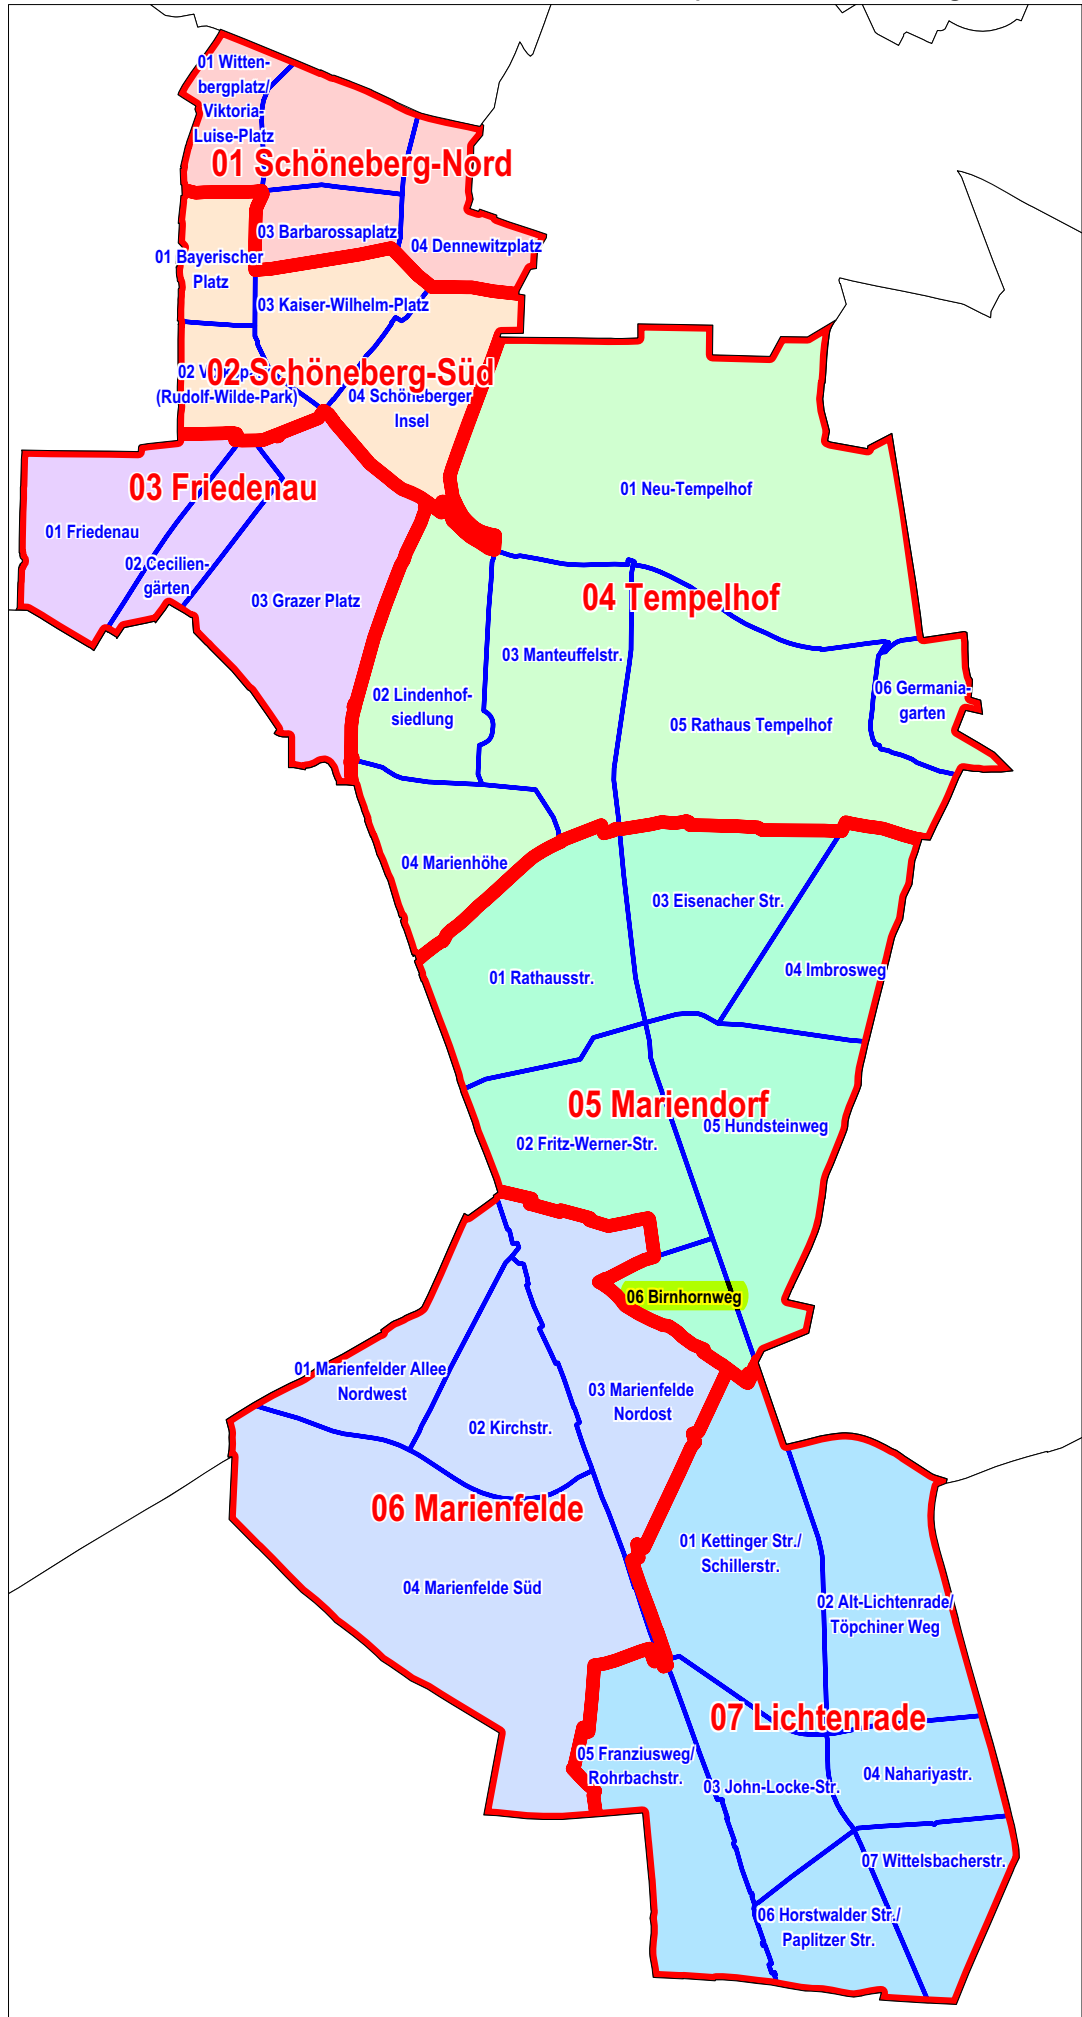 01 Witten-
bergplatz/
Viktoria-
Luise-Platz
01 Schöneberg-Nord
03 Barbarossaplatz
04 Dennewitzplatz
01 Bayerischer
Platz
03 Kaiser-Wilhelm-Platz
02 Schöneberg-Süd
02
(Rudolf-Wilde-Park)
04 Schöneberger
Insel
03 Friedenau
01 Friedenau
02 Cecilien-
gärten
03 Grazer Platz
01 Neu-Tempelhof
04 Tempelhof
03 Manteuffelstr.
02 Lindenhof-
siedlung
06 Germania-
garten
05 Rathaus Tempelhof
04 Marienhöhe
03 Eisenacher Str.
01 Rathausstr.
04 Imbrosweg
05 Mariendorf
05 Hundsteinweg
02 Fritz-Werner-Str.
06 Birnhornweg
01 Marienfelder Allee
Nordwest
03 Marienfelde
Nordost
02 Kirchstr.
06 Marienfelde
04 Marienfelde Süd
01 Kettinger Str./
Schillerstr.
02 Alt-Lichtenrade/
Töpchiner Weg
07 Lichtenrade
05 Franziusweg/
Rohrbachstr.
03 John-Locke-Str.
04 Nahariyastr.
07 Wittelsbacherstr.
06 Horstwalder Str./
Paplitzer Str.